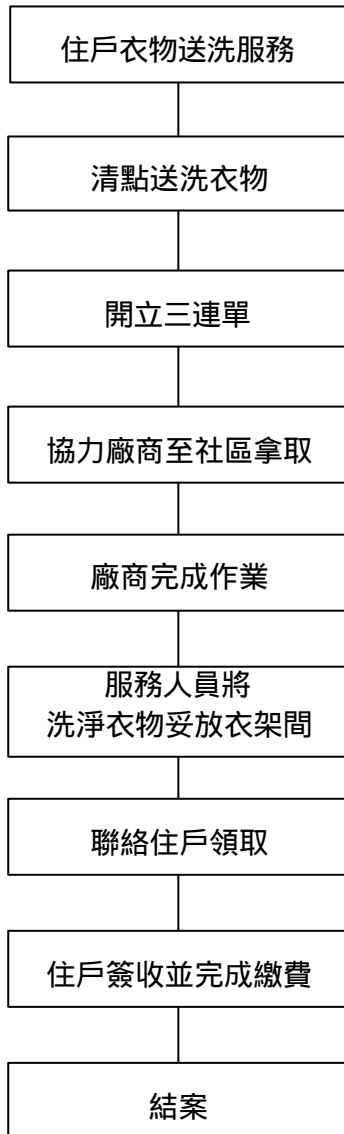 住戶衣物送洗服務
清點送洗衣物
開立三連單
協力廠商至社區拿取
廠商完成作業
服務人員將
洗淨衣物妥放衣架間
聯絡住戶領取
住戶簽收並完成繳費
結案